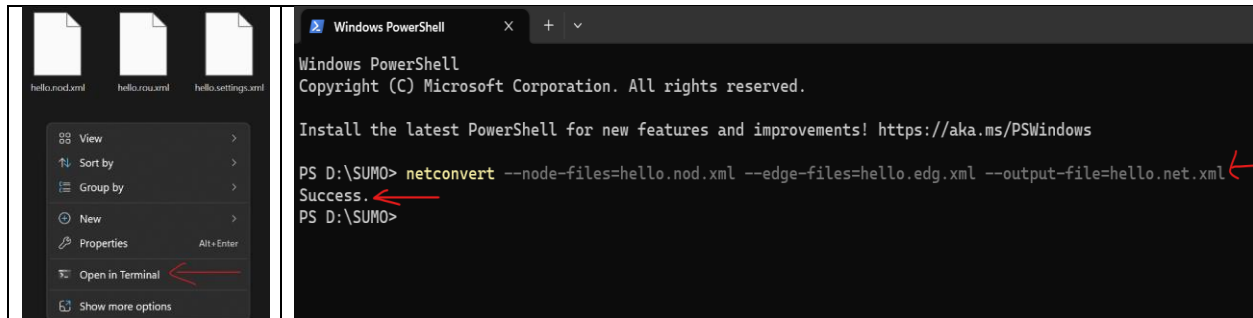 hello.nod.xml
hello.rou.xml
hello.settings.xml
View
Sort by
Group by
New
Properties Alt+Enter
Open in Terminal
Show more options
Windows PowerShell
Windows PowerShell
Copyright (C) Microsoft Corporation. All rights reserved.
Install the latest PowerShell for new features and improvements! https://aka.ms/PSWindows
PS D:\SUMO> netconvert --node-files=hello.nod.xml --edge-files=hello.edg.xml --output-file=hello.net.xml
Success.
PS D:\SUMO>